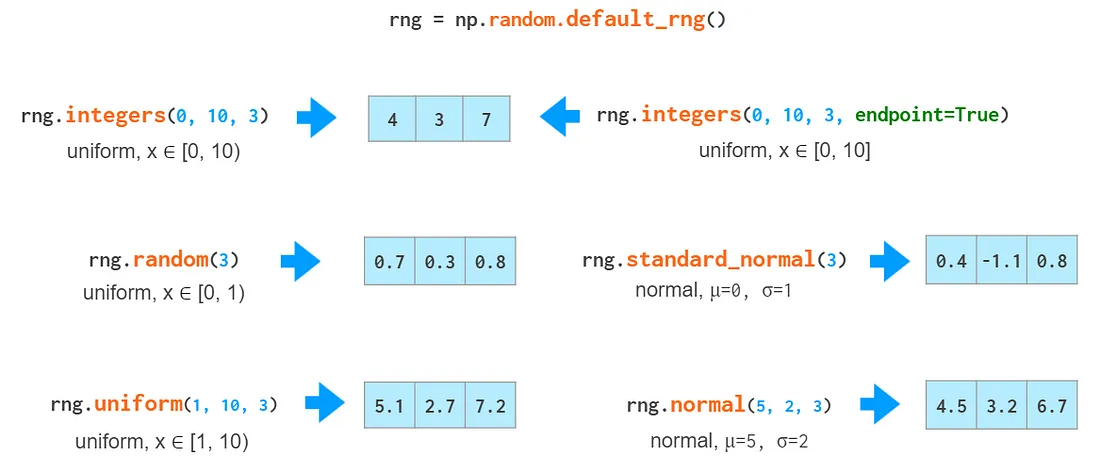 rng = np.random.default_rng()
rng.integers(0, 10, 3)
4 3 7
rng.integers(0, 10, 3, endpoint=True)
uniform, x ∈ [0, 10)
uniform, x ∈ [0, 10]
rng.random(3)
0.7 0.3 0.8
rng.standard_normal(3)
0.4 -1.1 0.8
uniform, x ∈ [0, 1)
normal, μ=0, σ=1
rng.uniform(1, 10, 3)
5.1 2.7 7.2
rng.normal(5, 2, 3)
4.5 3.2 6.7
uniform, x ∈ [1, 10)
normal, μ=5, σ=2